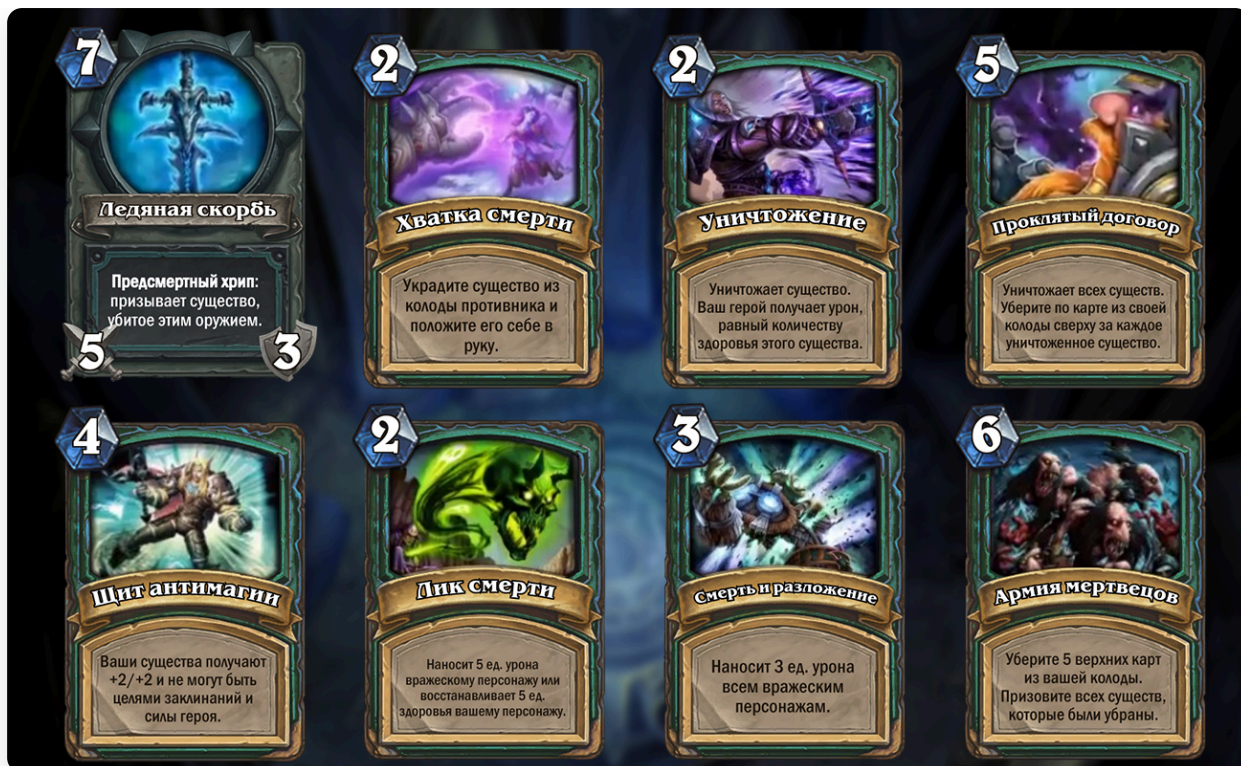 7
Ледяная скорбь
Предсмертный хрип:
призывает существо,
убитое этим оружием.
5
3
2
Хватка смерти
Украдите существо из
колоды противника и
положите его себе в
руку.
2
Уничтожение
Уничтожает существо.
Ваш герой получает урон,
равный количеству
здоровья этого существа.
5
Проклятый договор
Уничтожает всех существ.
Уберите по карте из своей
колоды сверху за каждое
уничтоженное существо.
4
Щит антимагии
Ваши существа получают
+2/+2 и не могут быть
целями заклинаний и
силы героя.
2
Лик смерти
Наносит 5 ед. урона
вражескому персонажу или
восстанавливает 5 ед.
здоровья вашему персонажу.
3
Смерть и разложение
Наносит 3 ед. урона
всем вражеским
персонажам.
6
Армия мертвецов
Уберите 5 верхних карт
из вашей колоды.
Призовите всех существ,
которые были убраны.